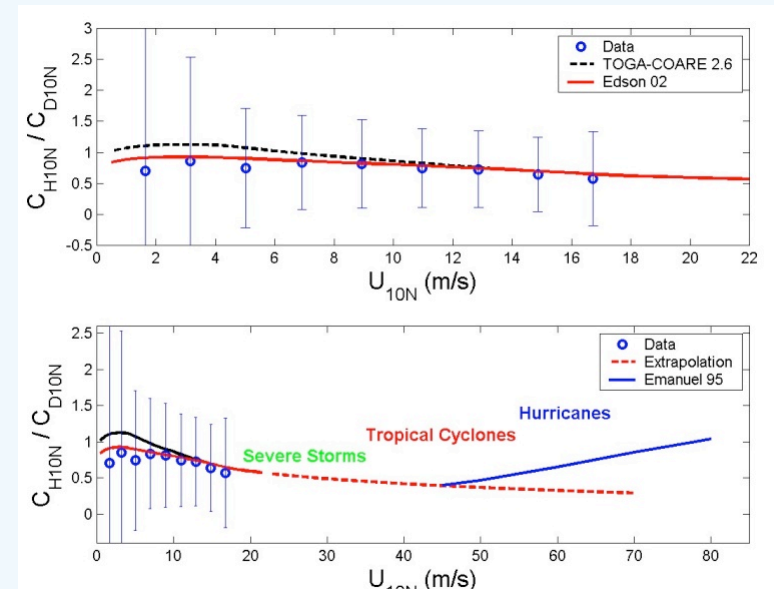 C_H10N / C_D10N
3
2.5
2
1.5
1
0.5
0
-0.5
Data
TOGA-COARE 2.6
Edson 02
0 2 4 6 8 10 12 14 16 18 20 22
U_10N (m/s)
C_H10N / C_D10N
2.5
2
1.5
1
0.5
0
Data
Extrapolation
Emanuel 95
Hurricanes
Tropical Cyclones
Severe Storms
0 10 20 30 40 50 60 70 80
U_10N (m/s)